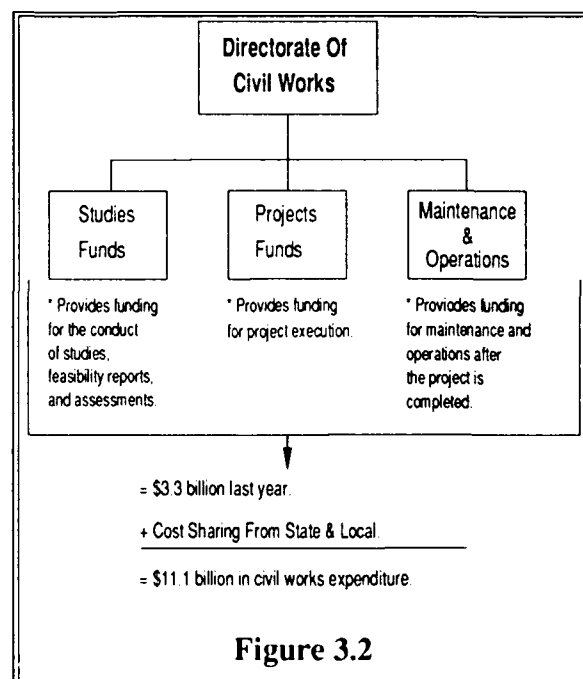 Directorate Of
Civil Works
Studies
Funds
Projects
Funds
Maintenance
&
Operations
* Provides funding
for the conduct
of studies,
feasibility reports,
and assessments.
* Provides funding
for project execution.
* Proviodes funding
for maintenance and
operations after
the project is
completed.
= $3.3 billion last year.
+ Cost Sharing From State & Local.
= $11.1 billion in civil works expenditure.
Figure 3.2